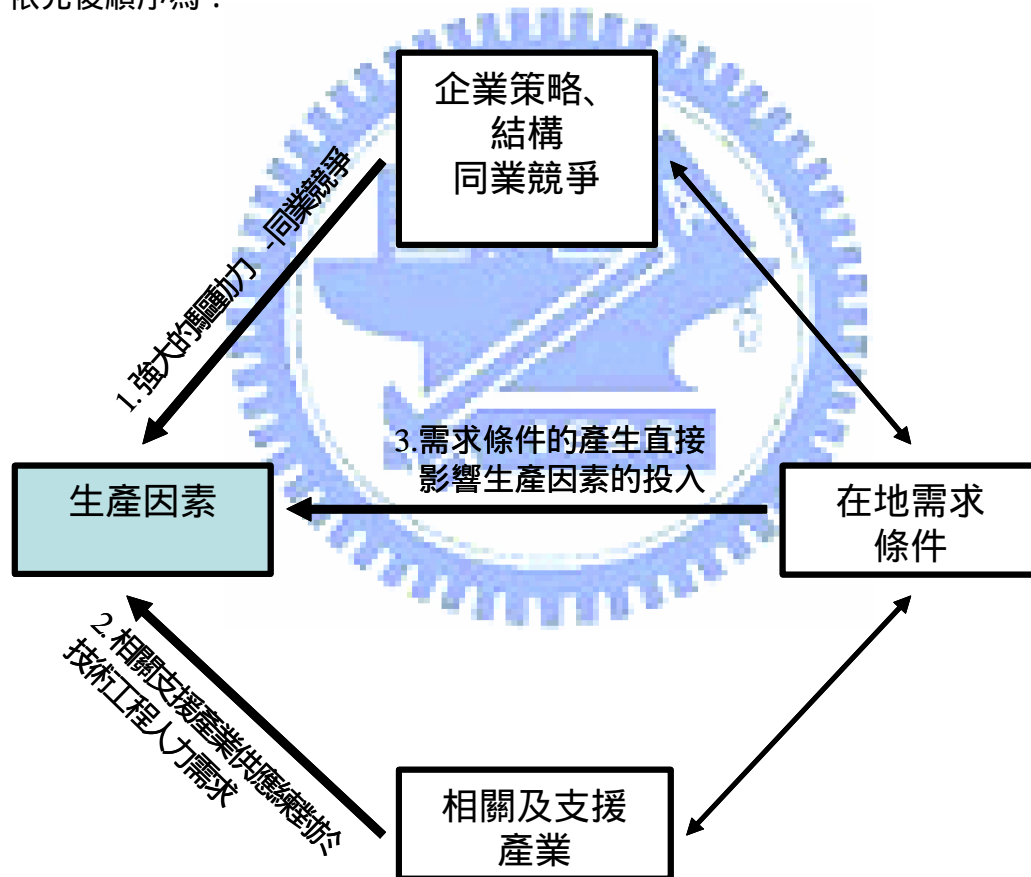 依先後順序為：
企業策略、
結構
同業競爭
1.強大的驅動力 -同業競爭
3.需求條件的產生直接
影響生產因素的投入
生產因素
在地需求
條件
2.相關支援產業供應練對於
技術工程人力需求
相關及支援
產業